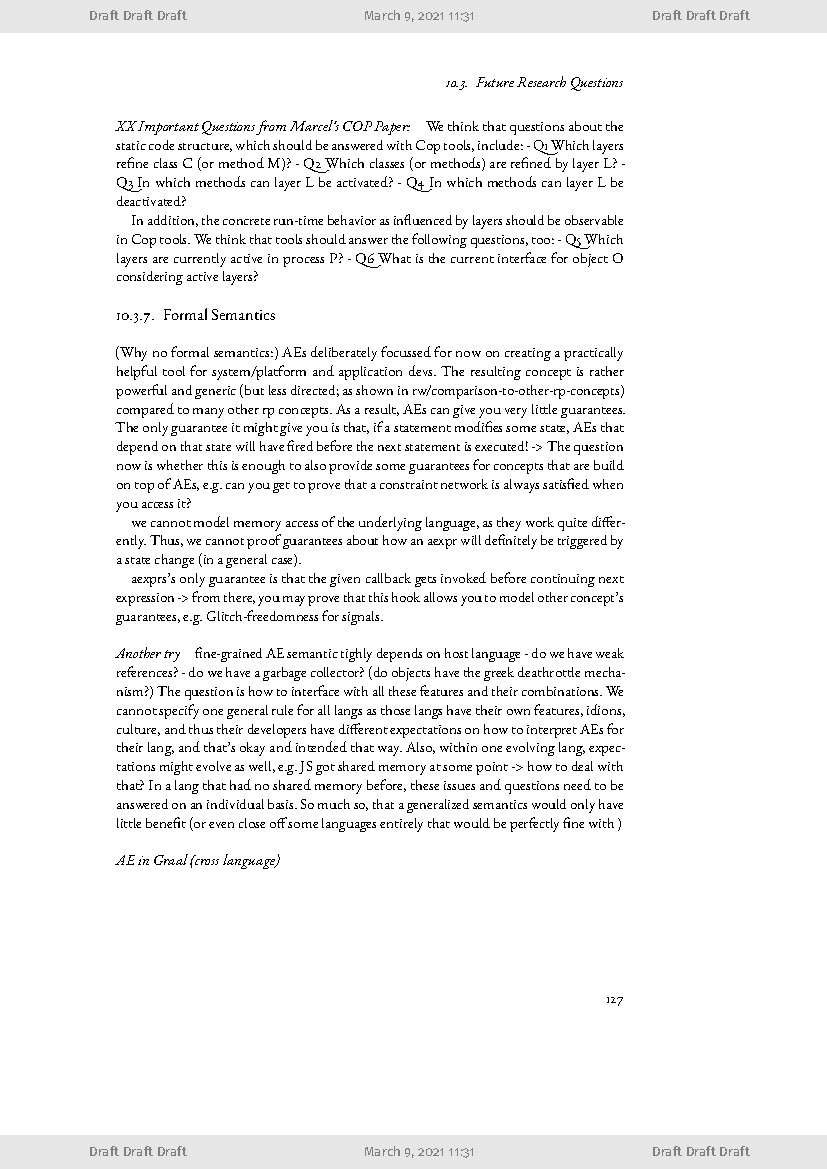 Draft Draft Draft March 9, 2021 11:31 Draft Draft Draft
10.3. Future Research Questions
XX Important Questions from Marcel's COP Paper: We think that questions about the
static code structure, which should be answered with Cop tools, include: - Q1 Which layers
refine class C (or method M)? - Q2 Which classes (or methods) are refined by layer L? -
Q3 In which methods can layer L be activated? - Q4 In which methods can layer L be
deactivated?
In addition, the concrete run-time behavior as influenced by layers should be observable
in Cop tools. We think that tools should answer the following questions, too: - Q5 Which
layers are currently active in process P? - Q6 What is the current interface for object O
considering active layers?
10.3.7. Formal Semantics
(Why no formal semantics:) AEs deliberately focussed for now on creating a practically
helpful tool for system/platform and application devs. The resulting concept is rather
powerful and generic (but less directed; as shown in rw/comparison-to-other-rp-concepts)
compared to many other rp concepts. As a result, AEs can give you very little guarantees.
The only guarantee it might give you is that, if a statement modifies some state, AEs that
depend on that state will have fired before the next statement is executed! -> The question
now is whether this is enough to also provide some guarantees for concepts that are build
on top of AEs, e.g. can you get to prove that a constraint network is always satisfied when
you access it?
we cannot model memory access of the underlying language, as they work quite differ-
ently. Thus, we cannot proof guarantees about how an aexpr will definitely be triggered by
a state change (in a general case).
aexprs's only guarantee is that the given callback gets invoked before continuing next
expression -> from there, you may prove that this hook allows you to model other concept's
guarantees, e.g. Glitch-freedomness for signals.
Another try fine-grained AE semantic tighly depends on host language - do we have weak
references? - do we have a garbage collector? (do objects have the greek deathrottle mecha-
nism?) The question is how to interface with all these features and their combinations. We
cannot specify one general rule for all langs as those langs have their own features, idions,
culture, and thus their developers have different expectations on how to interpret AEs for
their lang, and that's okay and intended that way. Also, within one evolving lang, expec-
tations might evolve as well, e.g. JS got shared memory at some point -> how to deal with
that? In a lang that had no shared memory before, these issues and questions need to be
answered on an individual basis. So much so, that a generalized semantics would only have
little benefit (or even close off some languages entirely that would be perfectly fine with )
AE in Graal (cross language)
127
Draft Draft Draft March 9, 2021 11:31 Draft Draft Draft